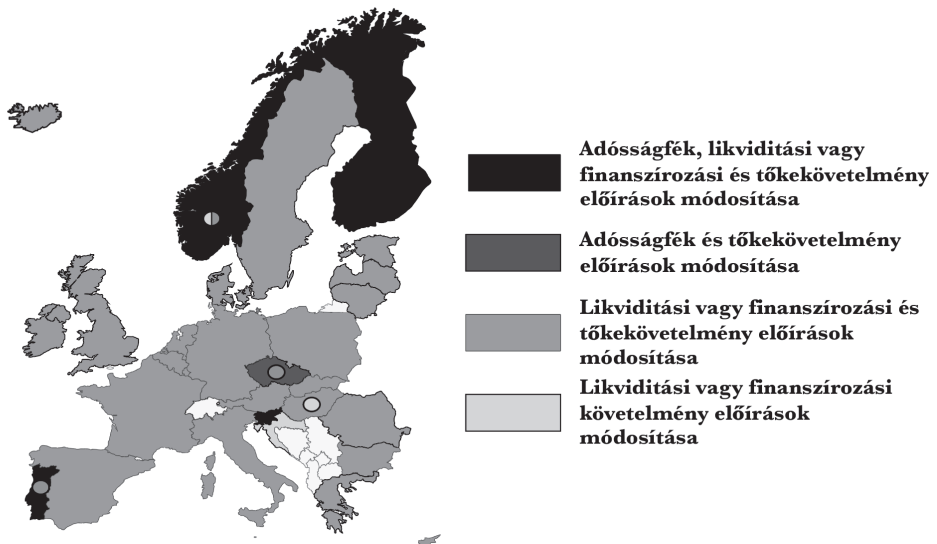 Adósságfék, likviditási vagy
finanszírozási és tőkekövetelmény
előírások módosítása
Adósságfék és tőkekövetelmény
előírások módosítása
Likviditási vagy finanszírozási és
tőkekövetelmény előírások
módosítása
Likviditási vagy finanszírozási
követelmény előírások
módosítása